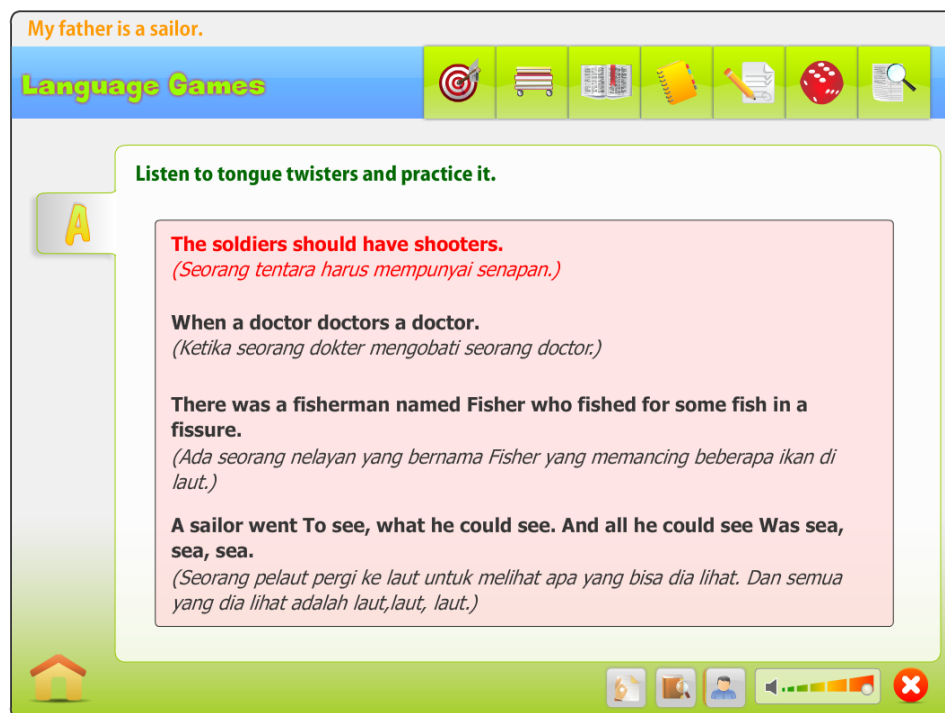 My father is a sailor.
Language Games
Listen to tongue twisters and practice it.
A
The soldiers should have shooters.
(Seorang tentara harus mempunyai senapan.)
When a doctor doctors a doctor.
(Ketika seorang dokter mengobati seorang doctor.)
There was a fisherman named Fisher who fished for some fish in a
fissure.
(Ada seorang nelayan yang bernama Fisher yang memancing beberapa ikan di
laut.)
A sailor went To see, what he could see. And all he could see Was sea,
sea, sea.
(Seorang pelaut pergi ke laut untuk melihat apa yang bisa dia lihat. Dan semua
yang dia lihat adalah laut,laut, laut.)